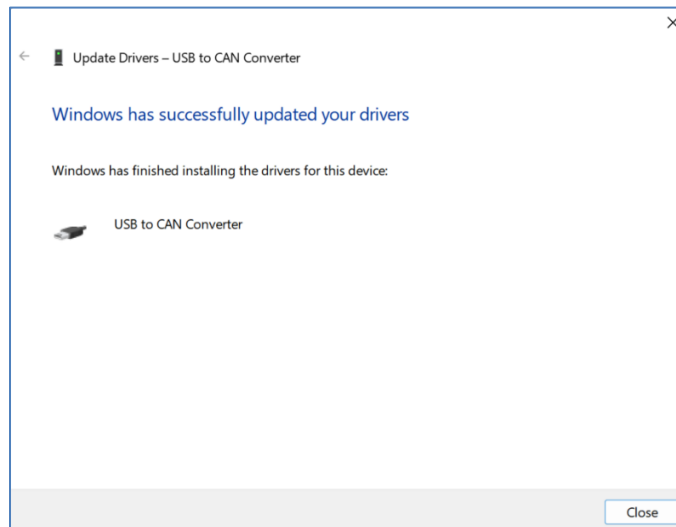 Update Drivers – USB to CAN Converter
Windows has successfully updated your drivers
Windows has finished installing the drivers for this device:
USB to CAN Converter
Close